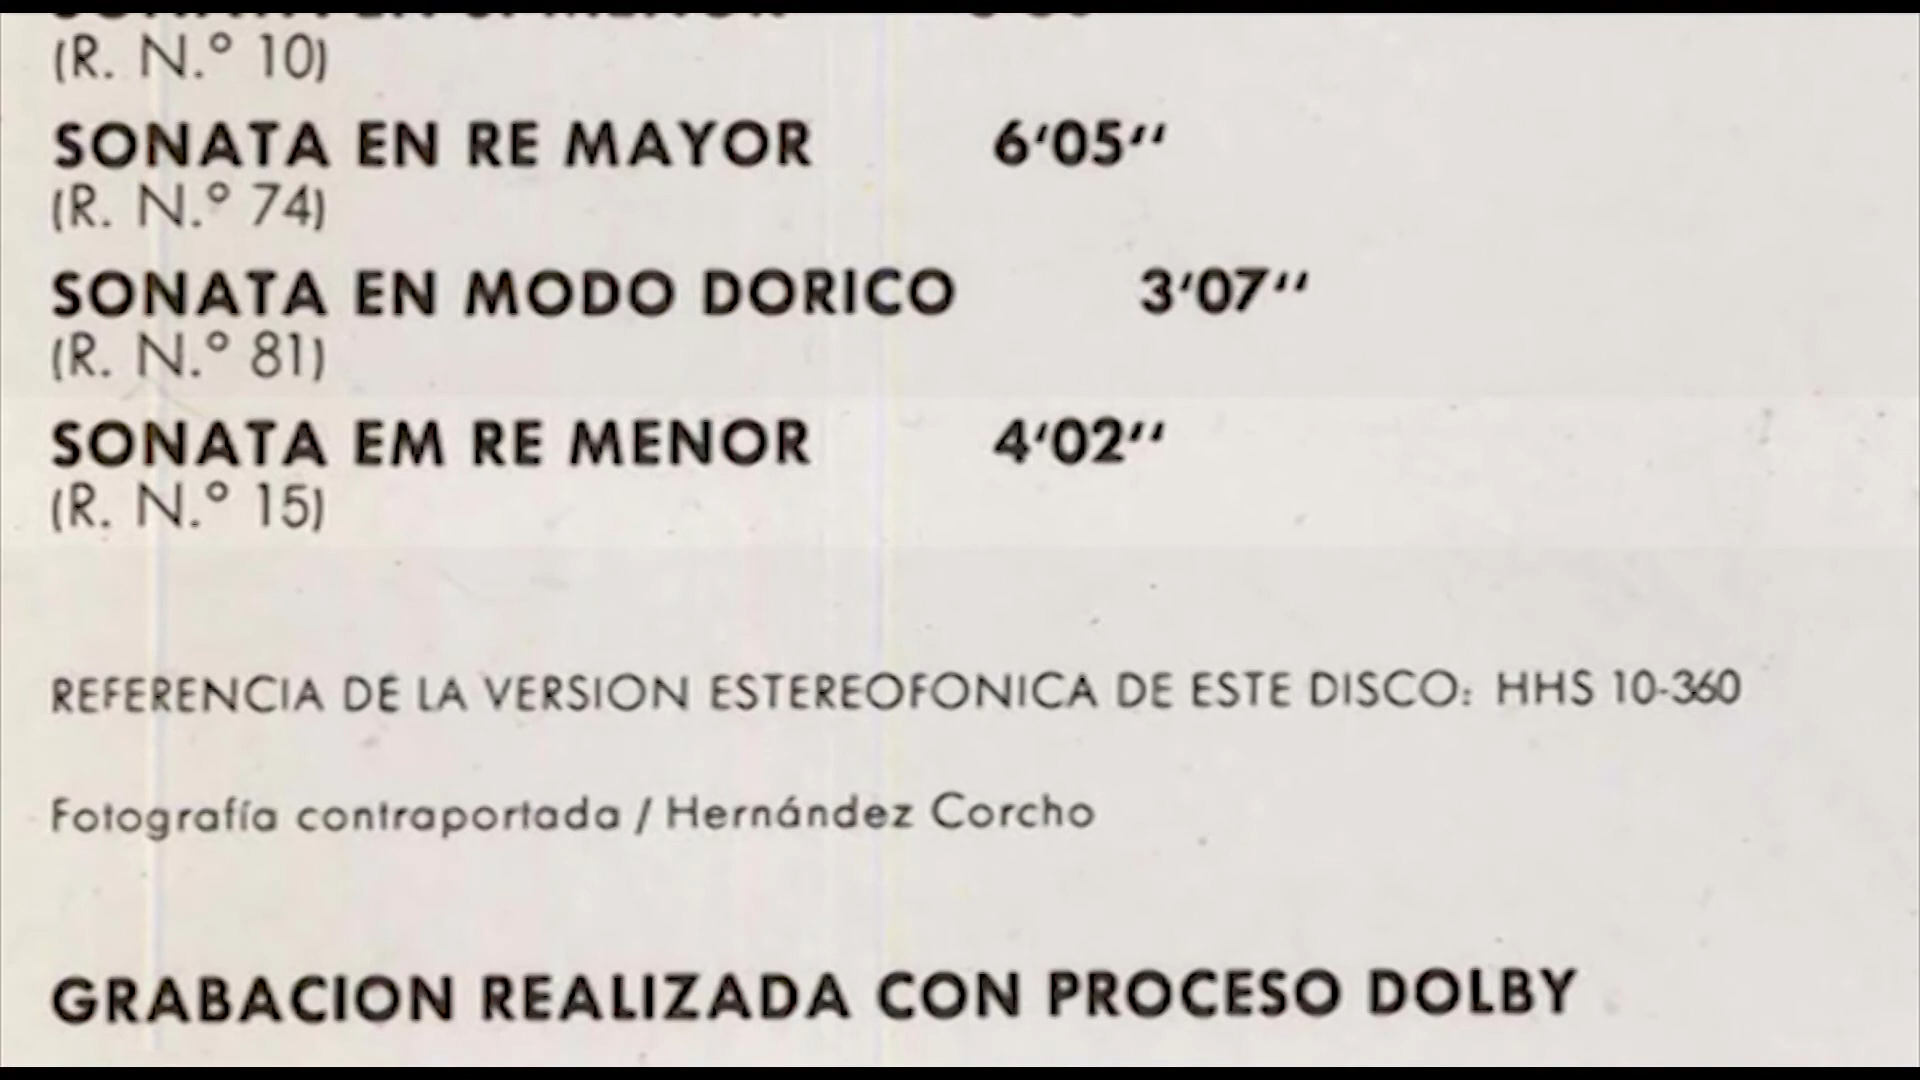 (R. N.º 10)
SONATA EN RE MAYOR 6'05''
(R. N.º 74)
SONATA EN MODO DORICO 3'07''
(R. N.º 81)
SONATA EM RE MENOR 4'02''
(R. N.º 15)
REFERENCIA DE LA VERSION ESTEREOFONICA DE ESTE DISCO: HHS 10-360
Fotografía contraportada / Hernández Corcho
GRABACION REALIZADA CON PROCESO DOLBY